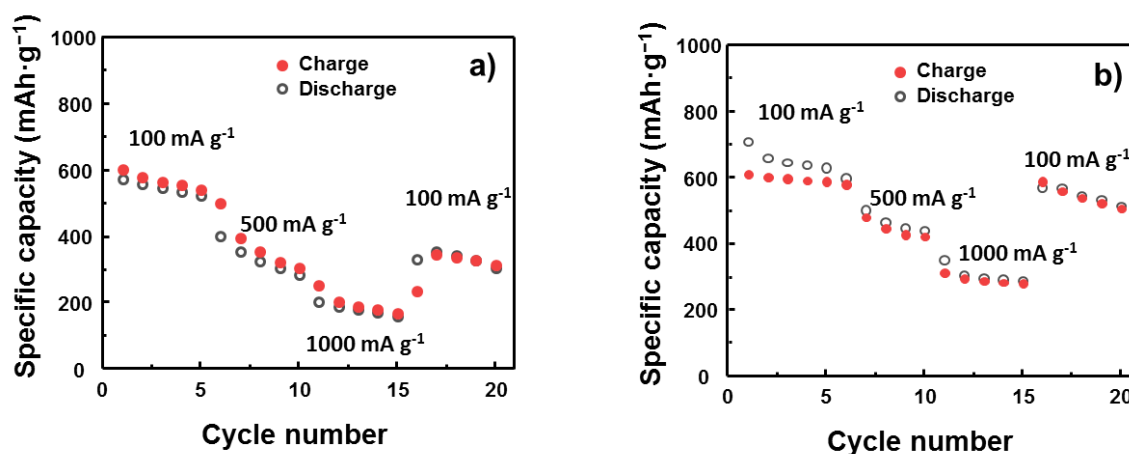 a)
Charge
Discharge
100 mA g⁻¹
500 mA g⁻¹
1000 mA g⁻¹
100 mA g⁻¹
Specific capacity (mAh·g⁻¹)
1000
800
600
400
200
0
0 5 10 15 20
Cycle number
b)
Charge
Discharge
100 mA g⁻¹
500 mA g⁻¹
1000 mA g⁻¹
100 mA g⁻¹
Specific capacity (mAh·g⁻¹)
1000
800
600
400
200
0
0 5 10 15 20
Cycle number